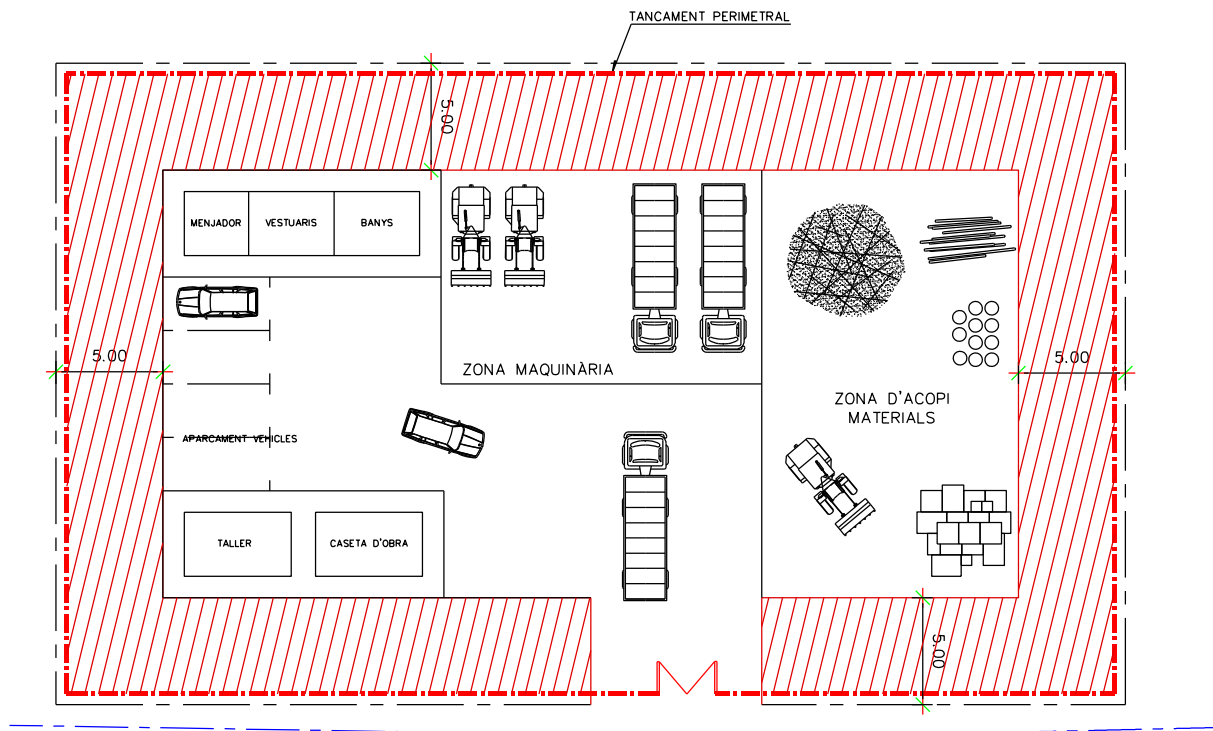 TANCAMENT PERIMETRAL
5.00
MENJADOR
VESTUARIS
BANYS
5.00
ZONA MAQUINÀRIA
5.00
ZONA D'ACOPI
MATERIALS
APARCAMENT VEHICLES
TALLER
CASETA D'OBRA
5.00